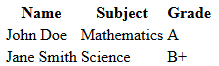 Name Subject Grade
John Doe Mathematics A
Jane Smith Science B+